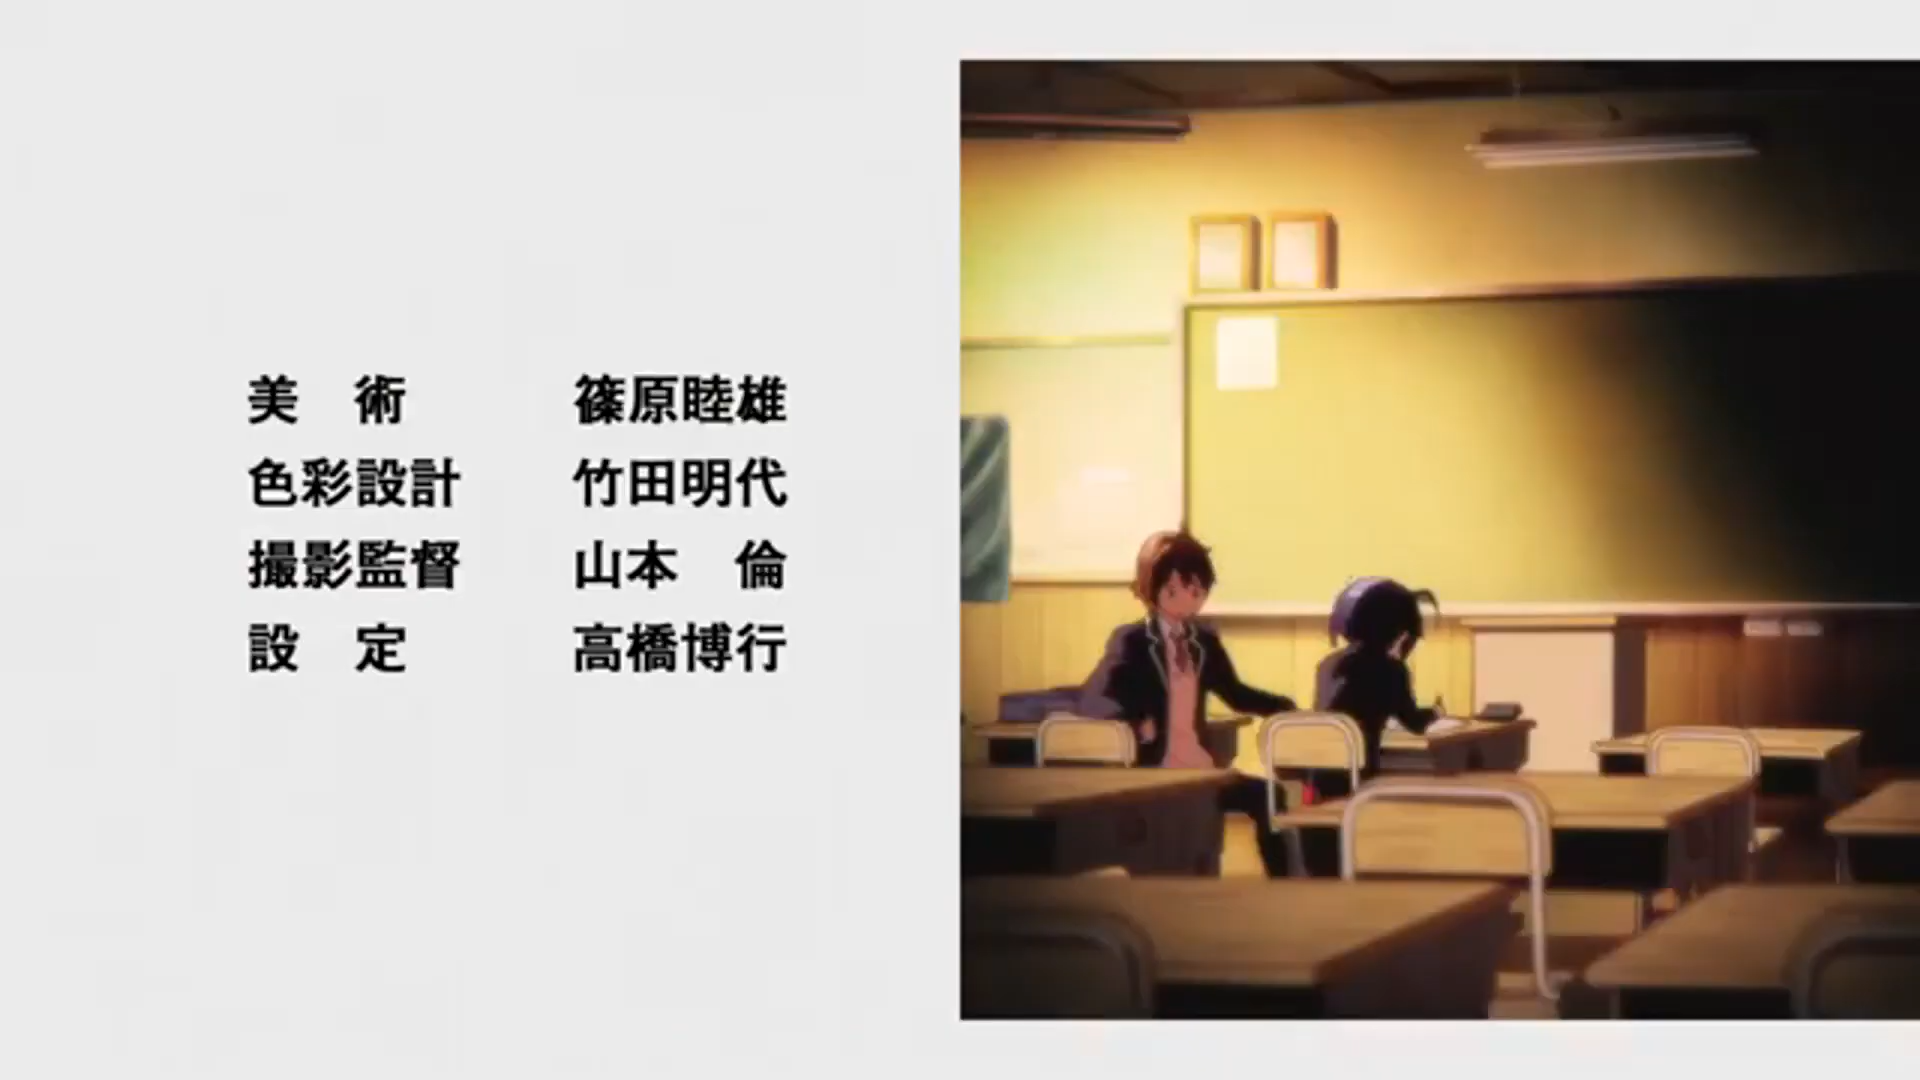 美　術　　　篠原睦雄
色彩設計　　竹田明代
撮影監督　　山本　倫
設　定　　　高橋博行